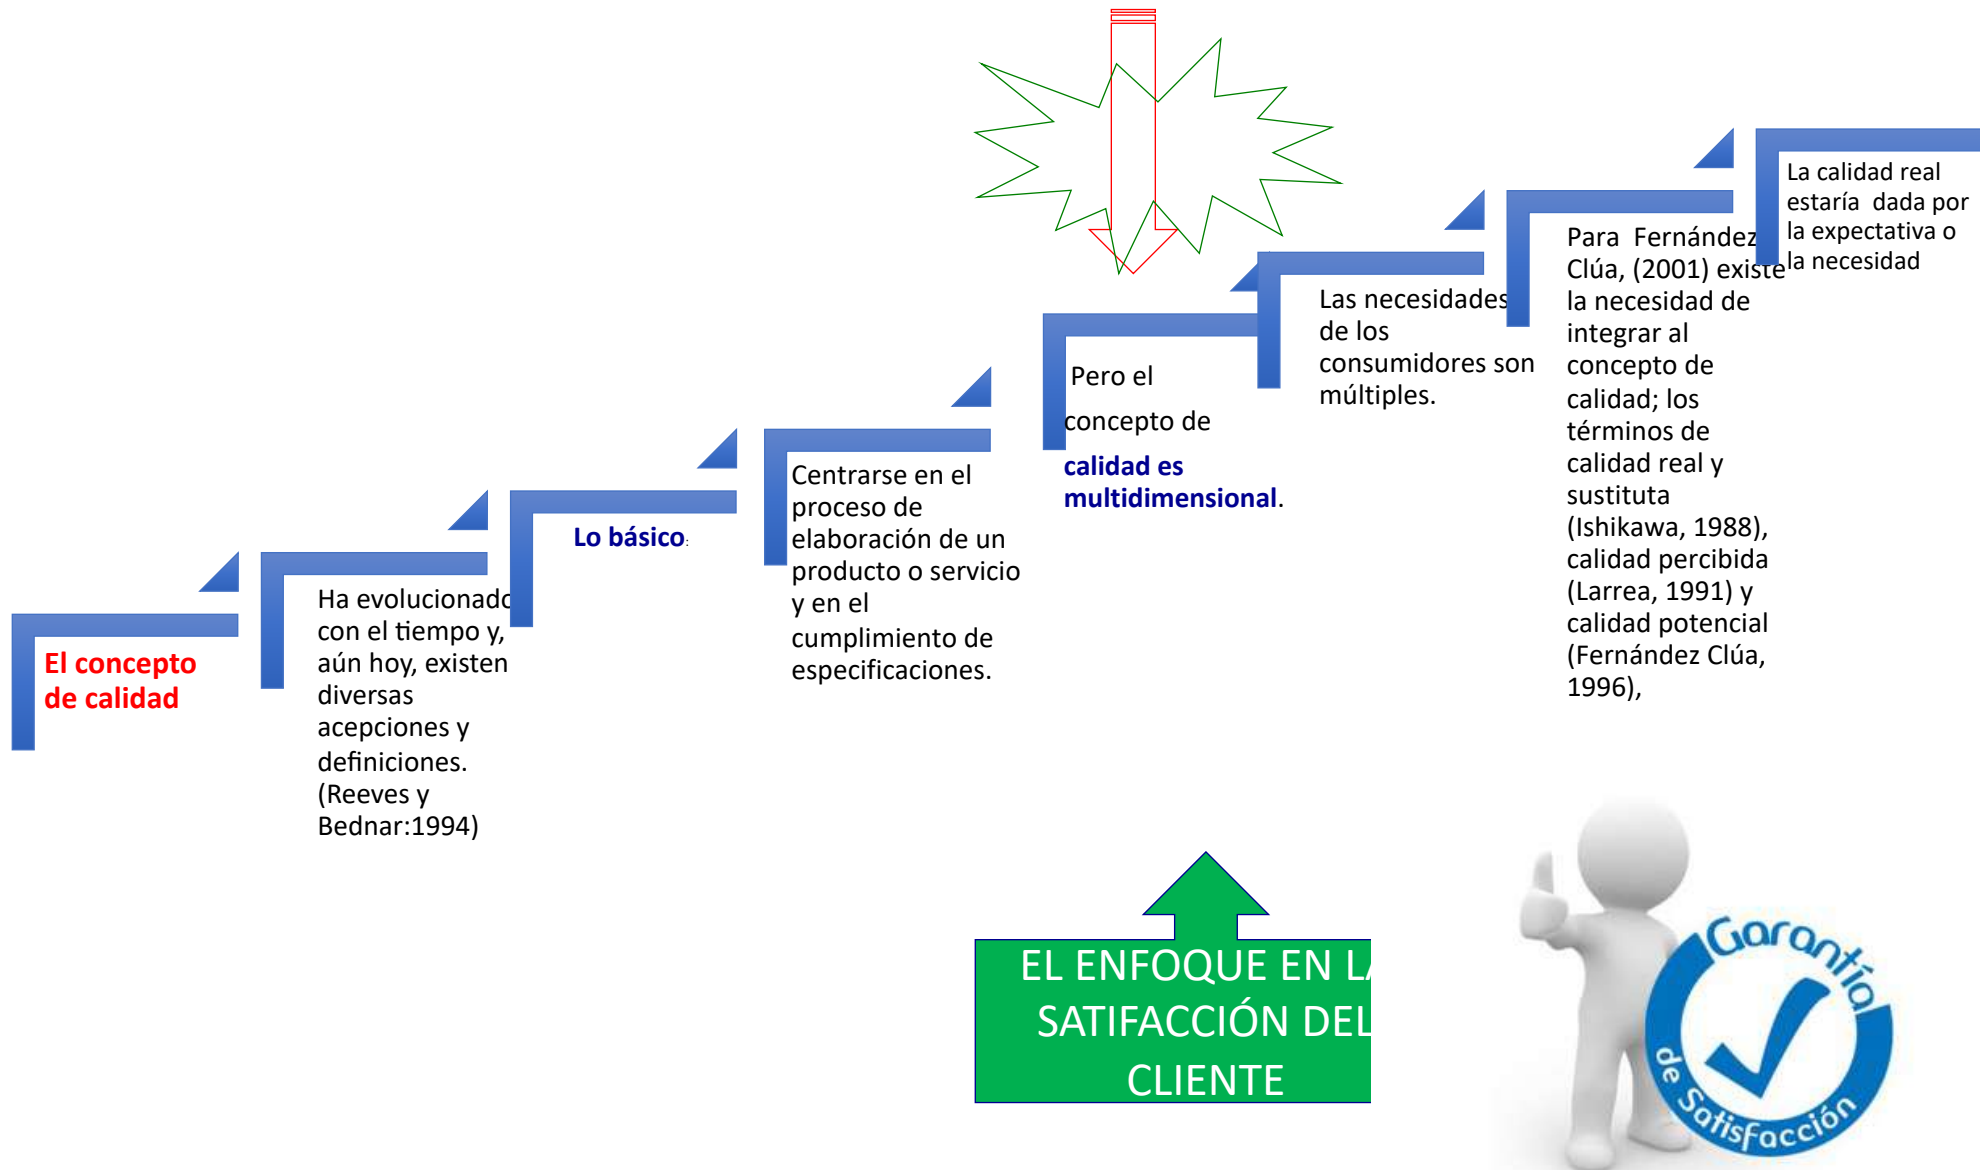 El concepto
de calidad
Ha evolucionado
con el tiempo y,
aún hoy, existen
diversas
acepciones y
definiciones.
(Reeves y
Bednar:1994)
Lo básico:
Centrarse en el
proceso de
elaboración de un
producto o servicio
y en el
cumplimiento de
especificaciones.
Pero el
concepto de
calidad es
multidimensional.
Las necesidades
de los
consumidores son
múltiples.
Para Fernández
Clúa, (2001) existe
la necesidad de
integrar al
concepto de
calidad; los
términos de
calidad real y
sustituta
(Ishikawa, 1988),
calidad percibida
(Larrea, 1991) y
calidad potencial
(Fernández Clúa,
1996),
La calidad real
estaría dada por
la expectativa o
la necesidad
EL ENFOQUE EN LA
SATIFACCIÓN DEL
CLIENTE
Garantía
de Satisfacción